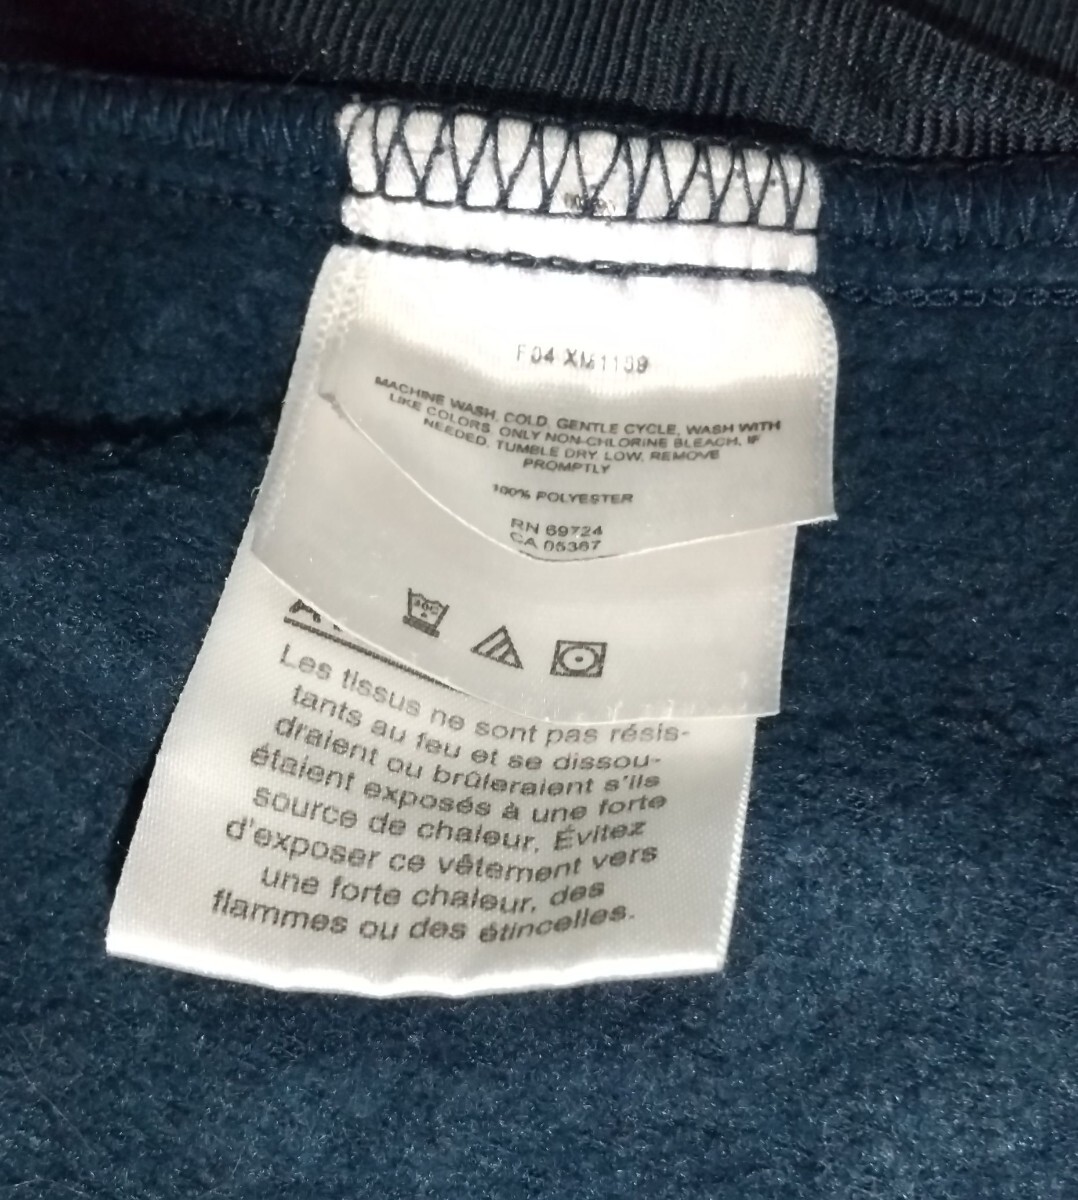 F04 XM1169
MACHINE WASH, COLD, GENTLE CYCLE, WASH WITH
LIKE COLORS. ONLY NON-CHLORINE BLEACH, IF
NEEDED. TUMBLE DRY, LOW. REMOVE
PROMPTLY
100% POLYESTER
RN 69724
CA 05367
30C
Les tissus ne sont pas résis-
tants au feu et se dissou-
draient ou brûleraient s'ils
étaient exposés à une forte
source de chaleur. Évitez
d'exposer ce vêtement vers
une forte chaleur, des
flammes ou des étincelles.